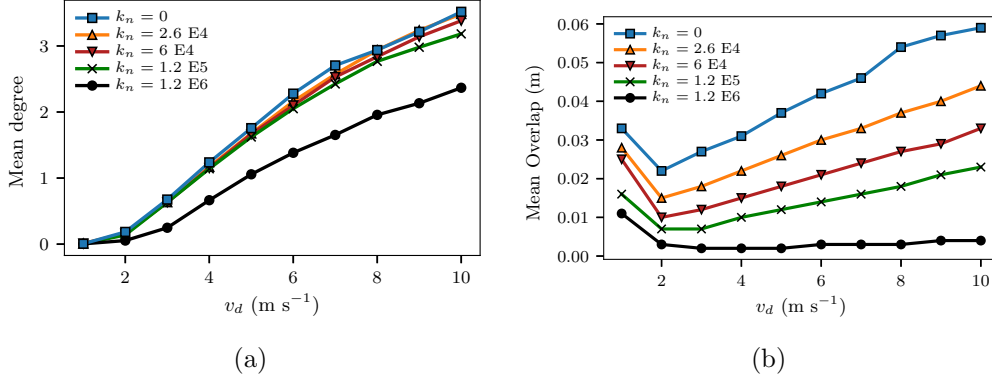 Mean degree
3
2
1
0
k_n = 0
k_n = 2.6 E4
k_n = 6 E4
k_n = 1.2 E5
k_n = 1.2 E6
2 4 6 8 10
v_d (m s⁻¹)
(a)
Mean Overlap (m)
0.06
0.05
0.04
0.03
0.02
0.01
0.00
k_n = 0
k_n = 2.6 E4
k_n = 6 E4
k_n = 1.2 E5
k_n = 1.2 E6
2 4 6 8 10
v_d (m s⁻¹)
(b)